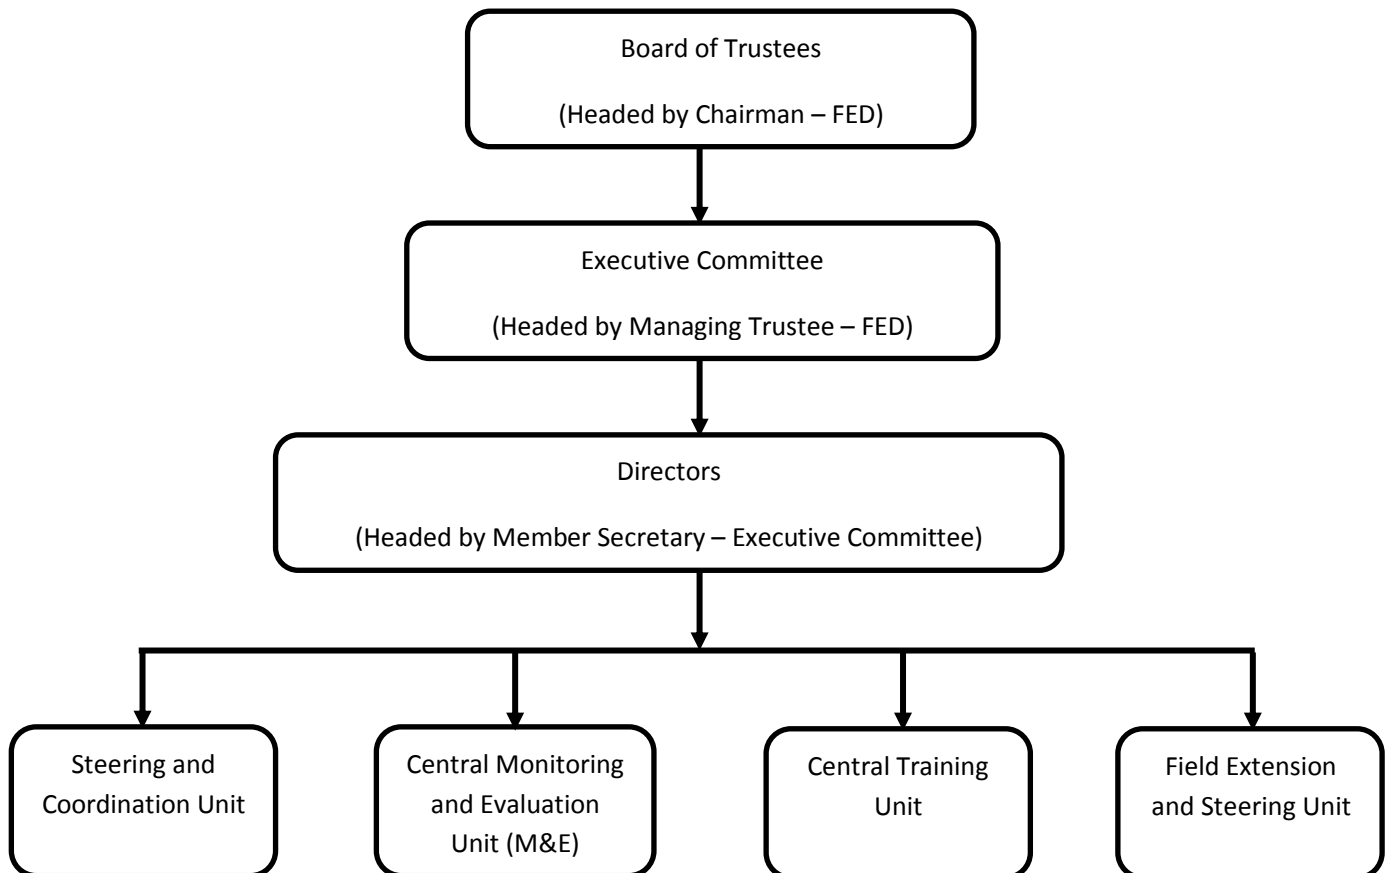 Board of Trustees
(Headed by Chairman – FED)
Executive Committee
(Headed by Managing Trustee – FED)
Directors
(Headed by Member Secretary – Executive Committee)
Steering and
Coordination Unit
Central Monitoring
and Evaluation
Unit (M&E)
Central Training
Unit
Field Extension
and Steering Unit